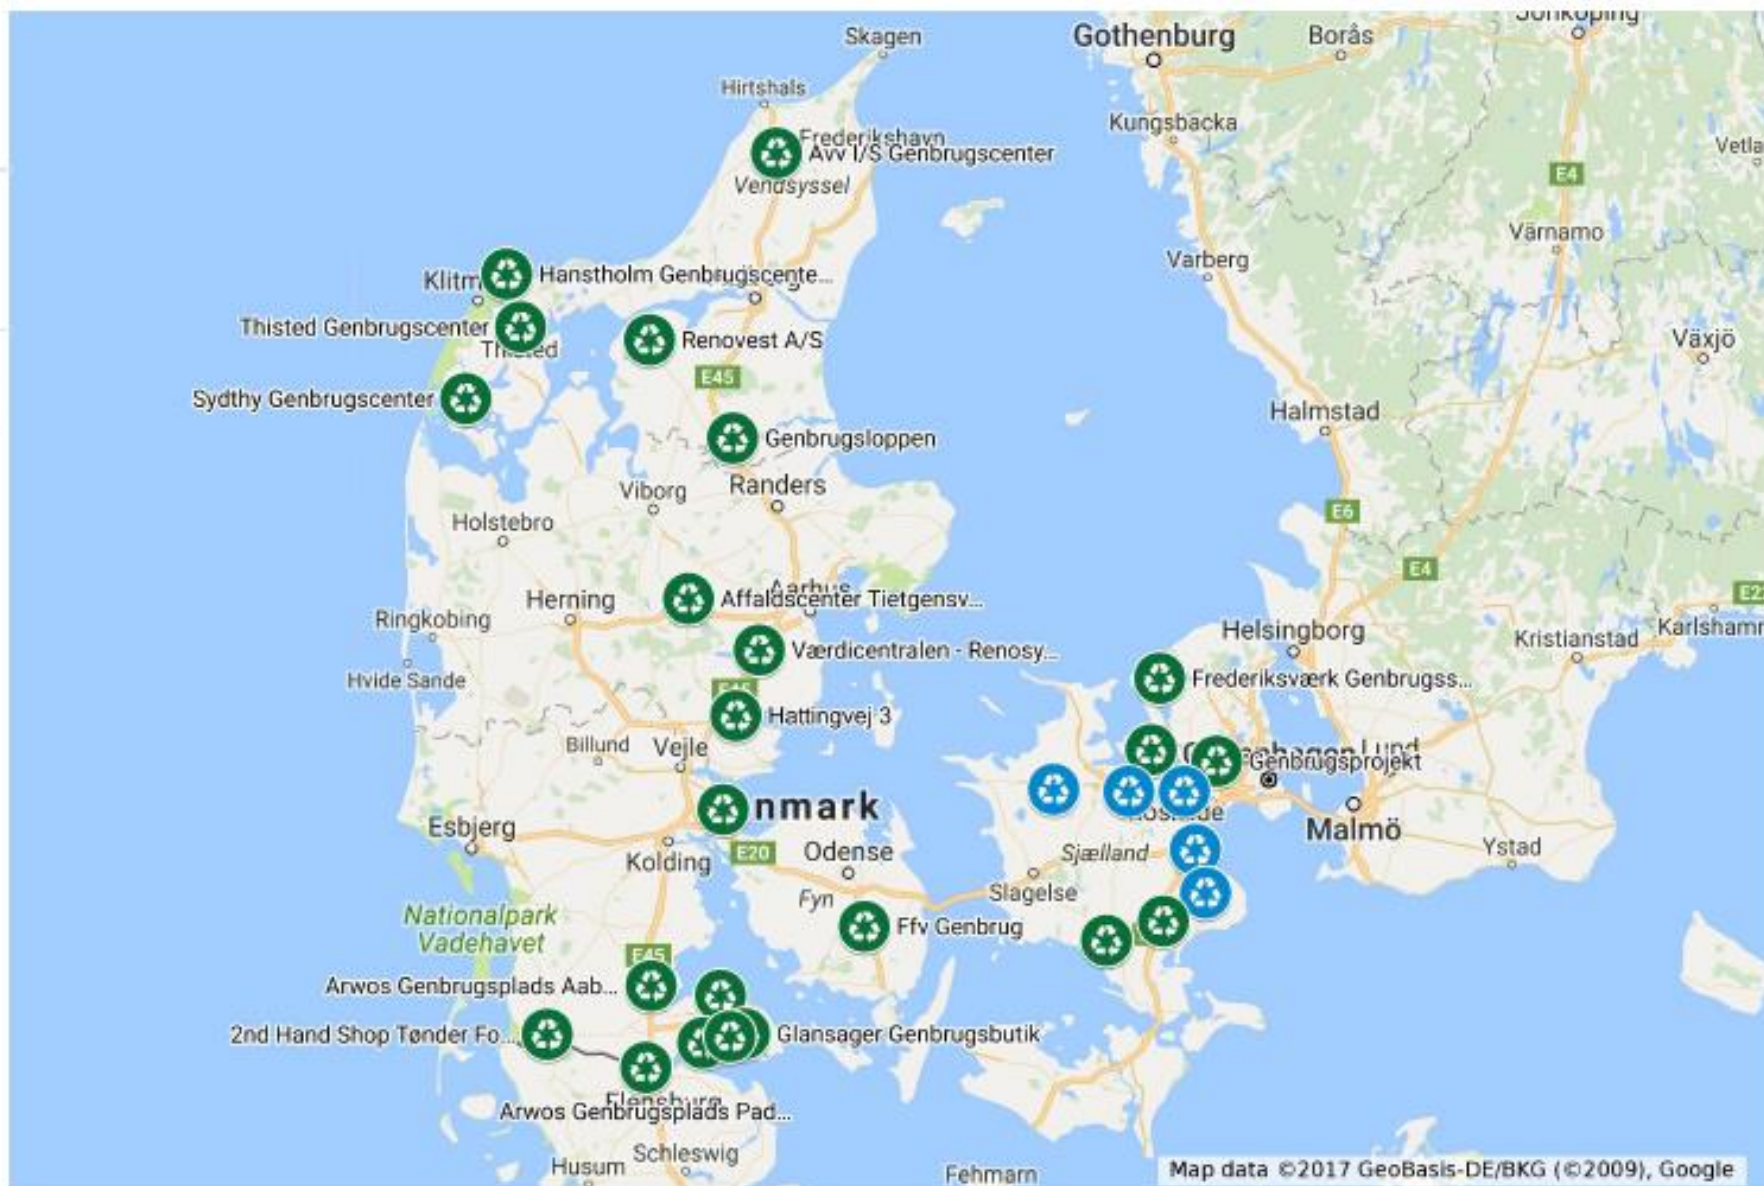 Skagen
Gothenburg
Borås
Jönköping
Hirtshals
Kungsbacka
Frederikshavn
Avv I/S Genbrugscenter
Vetla
E4
Vendsyssel
Värnamo
Varberg
Hanstholm Genbrugscente...
Thisted Genbrugscenter
Thisted
Renovest A/S
Växjö
E45
Sydthy Genbrugscenter
Halmstad
Genbrugsloppen
Viborg
Randers
E6
Holstebro
E4
Aarhus
Herning
Affaldscenter Tietgensv...
Ringkobing
Helsingborg
Kristianstad
Karlshamn
Værdicentralen - Renosy...
Hvide Sande
Frederiksværk Genbrugss...
E45
Hattingvej 3
Billund
Vejle
Lund
Genbrugsprojekt
nmark
Esbjerg
Malmö
Kolding
E20
Odense
Sjælland
Ystad
Slagelse
Fyn
Nationalpark
Vadehavet
Ffv Genbrug
E45
Arwos Genbrugsplads Aab...
2nd Hand Shop Tønder Fo...
Glansager Genbrugsbutik
Flensburg
Arwos Genbrugsplads Pad...
Schleswig
Husum
Fehmarn
Map data ©2017 GeoBasis-DE/BKG (©2009), Google